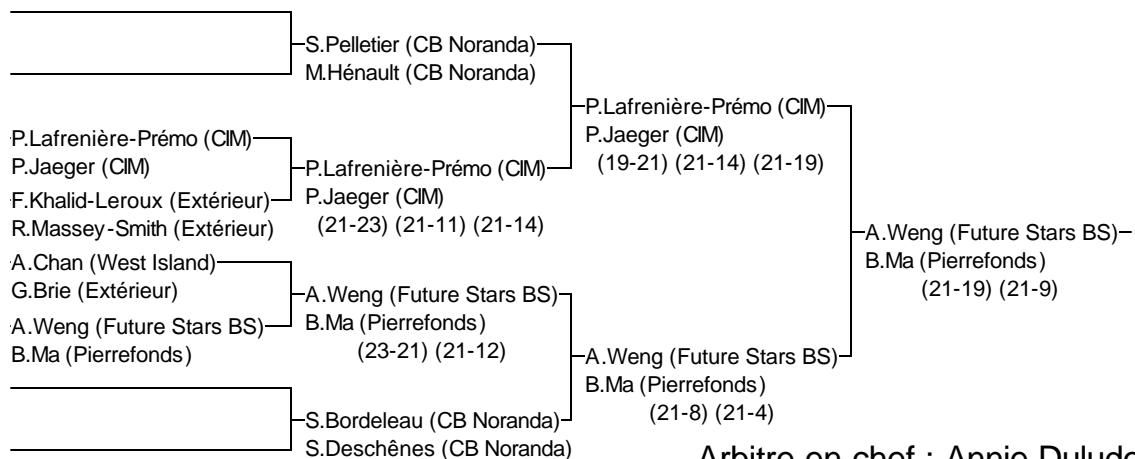 S.Pelletier (CB Noranda)
M.Hénault (CB Noranda)
P.Lafrenière-Prémo (CIM)
P.Jaeger (CIM)
(19-21) (21-14) (21-19)
P.Lafrenière-Prémo (CIM)
P.Jaeger (CIM)
F.Khalid-Leroux (Extérieur)
R.Massey-Smith (Extérieur)
P.Lafrenière-Prémo (CIM)
P.Jaeger (CIM)
(21-23) (21-11) (21-14)
A.Weng (Future Stars BS)
B.Ma (Pierrefonds)
(21-19) (21-9)
A.Chan (West Island)
G.Brie (Extérieur)
A.Weng (Future Stars BS)
B.Ma (Pierrefonds)
A.Weng (Future Stars BS)
B.Ma (Pierrefonds)
(23-21) (21-12)
A.Weng (Future Stars BS)
B.Ma (Pierrefonds)
(21-8) (21-4)
S.Bordeleau (CB Noranda)
S.Deschênes (CB Noranda)
Arbitre en chef : Annie Dulude